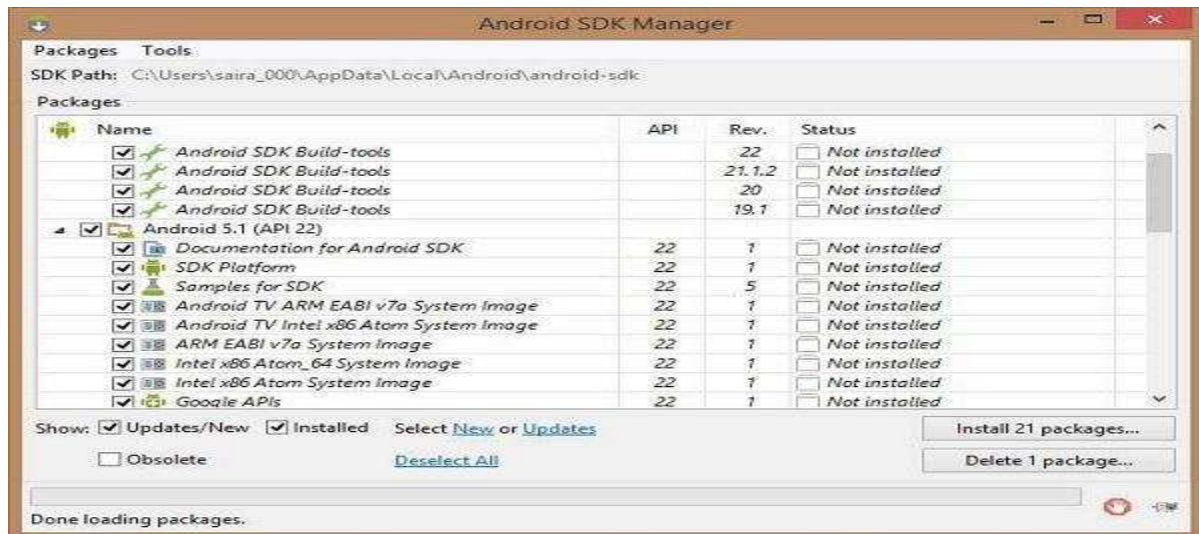 Android SDK Manager
Packages Tools
SDK Path: C:\Users\saira_000\AppData\Local\Android\android-sdk
Packages
Name API Rev. Status
Android SDK Build-tools 22 Not installed
Android SDK Build-tools 21.1.2 Not installed
Android SDK Build-tools 20 Not installed
Android SDK Build-tools 19.1 Not installed
Android 5.1 (API 22)
Documentation for Android SDK 22 1 Not installed
SDK Platform 22 1 Not installed
Samples for SDK 22 5 Not installed
Android TV ARM EABI v7a System Image 22 1 Not installed
Android TV Intel x86 Atom System Image 22 1 Not installed
ARM EABI v7a System Image 22 1 Not installed
Intel x86 Atom_64 System Image 22 1 Not installed
Intel x86 Atom System Image 22 1 Not installed
Google APIs 22 1 Not installed
Show: Updates/New Installed Select New or Updates Install 21 packages...
Obsolete Deselect All Delete 1 package...
Done loading packages.